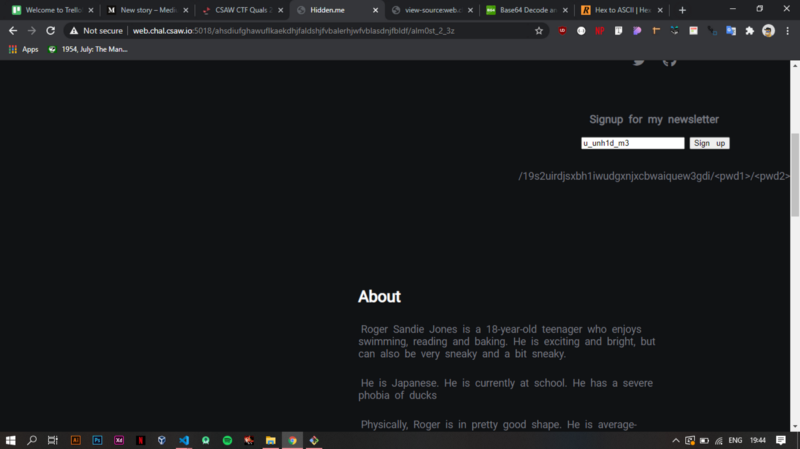 Welcome to Trello
New story – Medi
CSAW CTF Quals 2
Hidden.me
view-source:web.c
Base64 Decode an
Hex to ASCII | Hex
Not secure | web.chal.csaw.io:5018/ahsdiufghawuflkaekdhjfaldshjfvbalerhjwfvblasdnjfbldf/alm0st_2_3z
Apps 1954, July: The Man...
Signup for my newsletter
u_unh1d_m3 Sign up
/19s2uirdjsxbh1iwudgxnjxcbwaiquew3gdi/<pwd1>/<pwd2>
About
Roger Sandie Jones is a 18-year-old teenager who enjoys
swimming, reading and baking. He is exciting and bright, but
can also be very sneaky and a bit sneaky.
He is Japanese. He is currently at school. He has a severe
phobia of ducks
Physically, Roger is in pretty good shape. He is average-
ENG 19:44